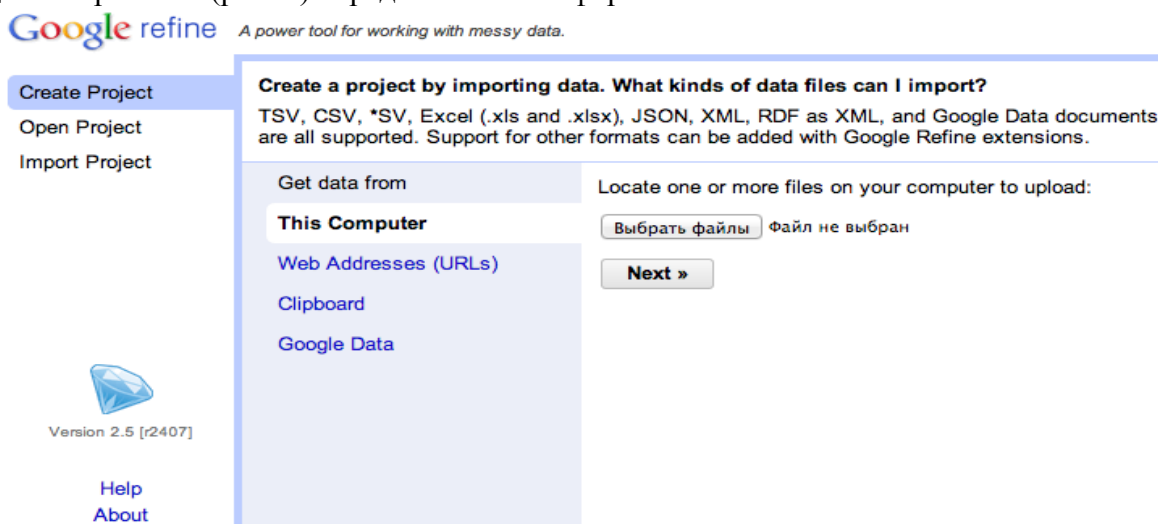 Google refine A power tool for working with messy data.
Create Project
Open Project
Import Project
Create a project by importing data. What kinds of data files can I import?
TSV, CSV, *SV, Excel (.xls and .xlsx), JSON, XML, RDF as XML, and Google Data documents
are all supported. Support for other formats can be added with Google Refine extensions.
Get data from
This Computer
Web Addresses (URLs)
Clipboard
Google Data
Locate one or more files on your computer to upload:
Выбрать файлы Файл не выбран
Next »
Version 2.5 [r2407]
Help
About